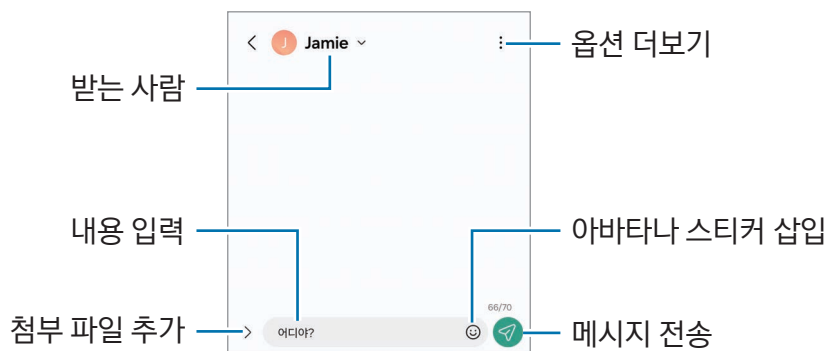 J Jamie
옵션 더보기
받는 사람
내용 입력
아바타나 스티커 삽입
66/70
첨부 파일 추가
어디야?
메시지 전송